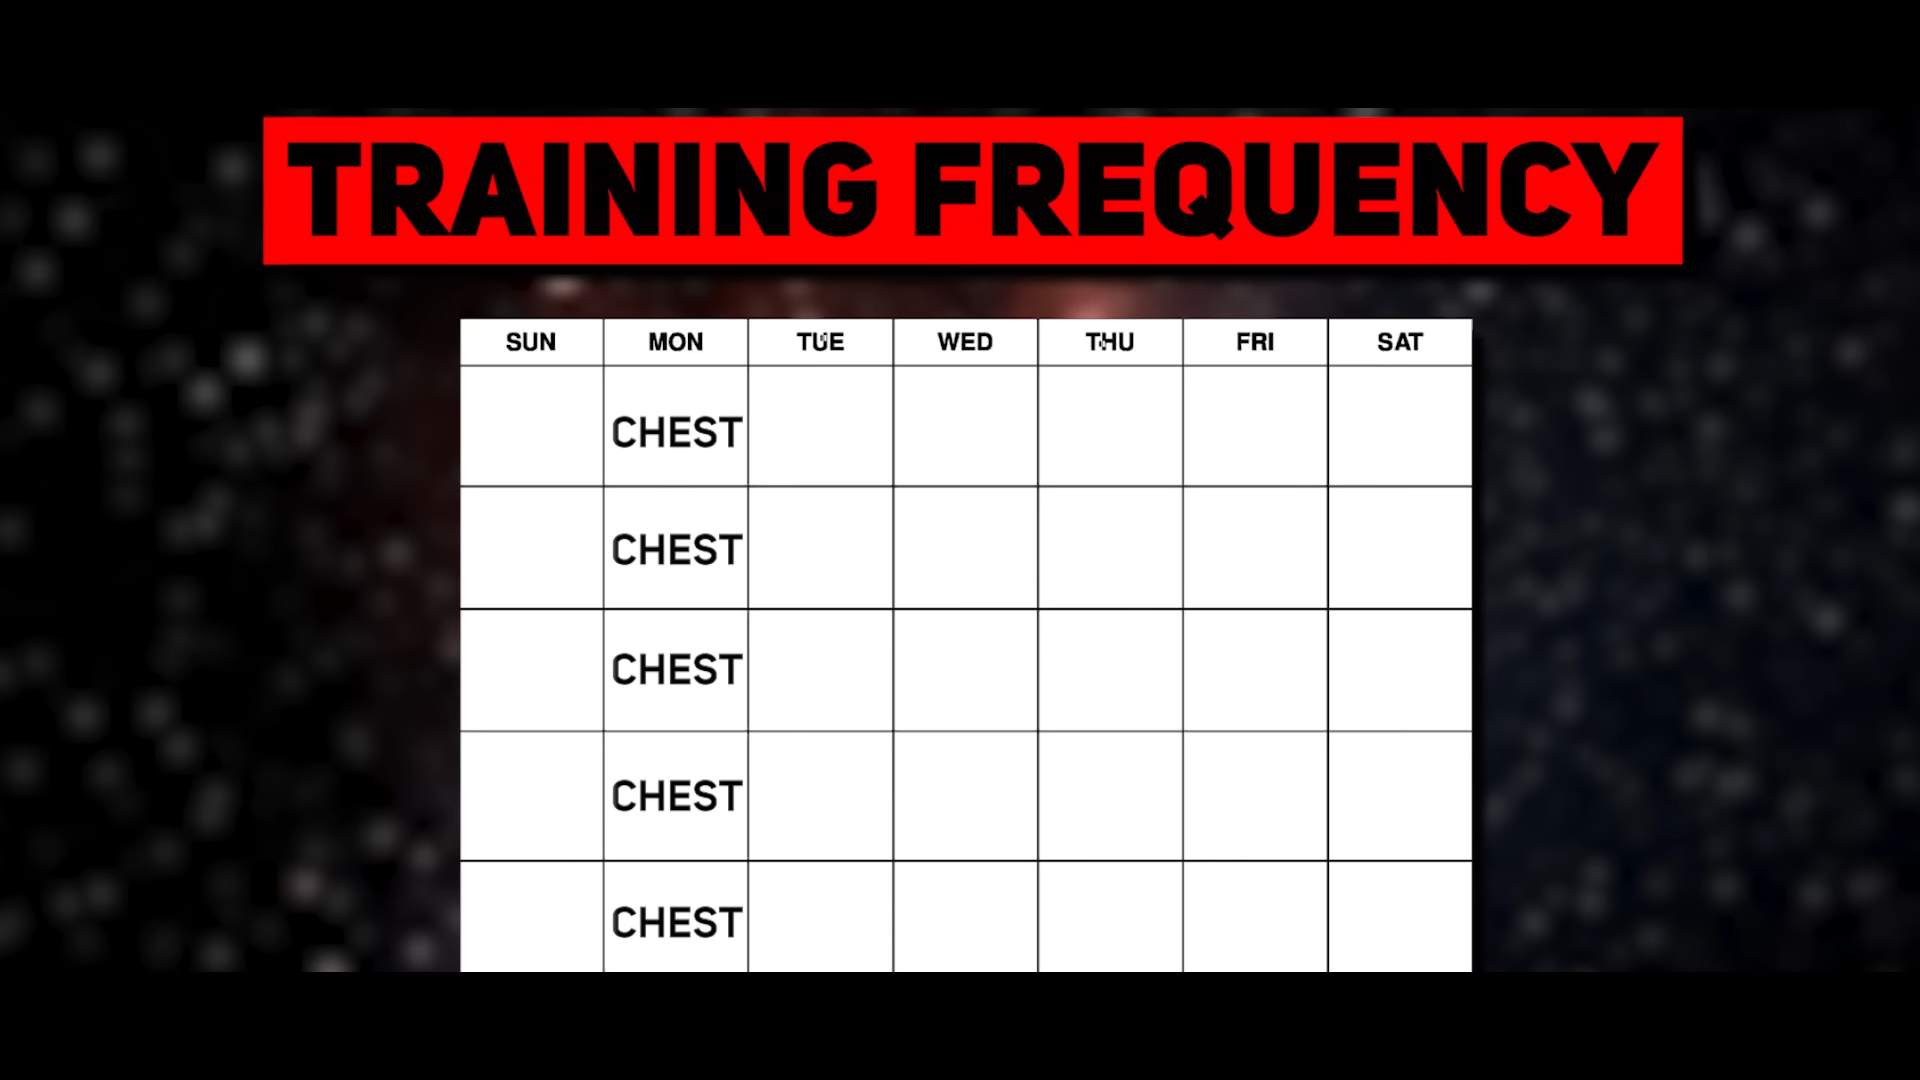 TRAINING FREQUENCY
SUN MON TUE WED THU FRI SAT
CHEST
CHEST
CHEST
CHEST
CHEST